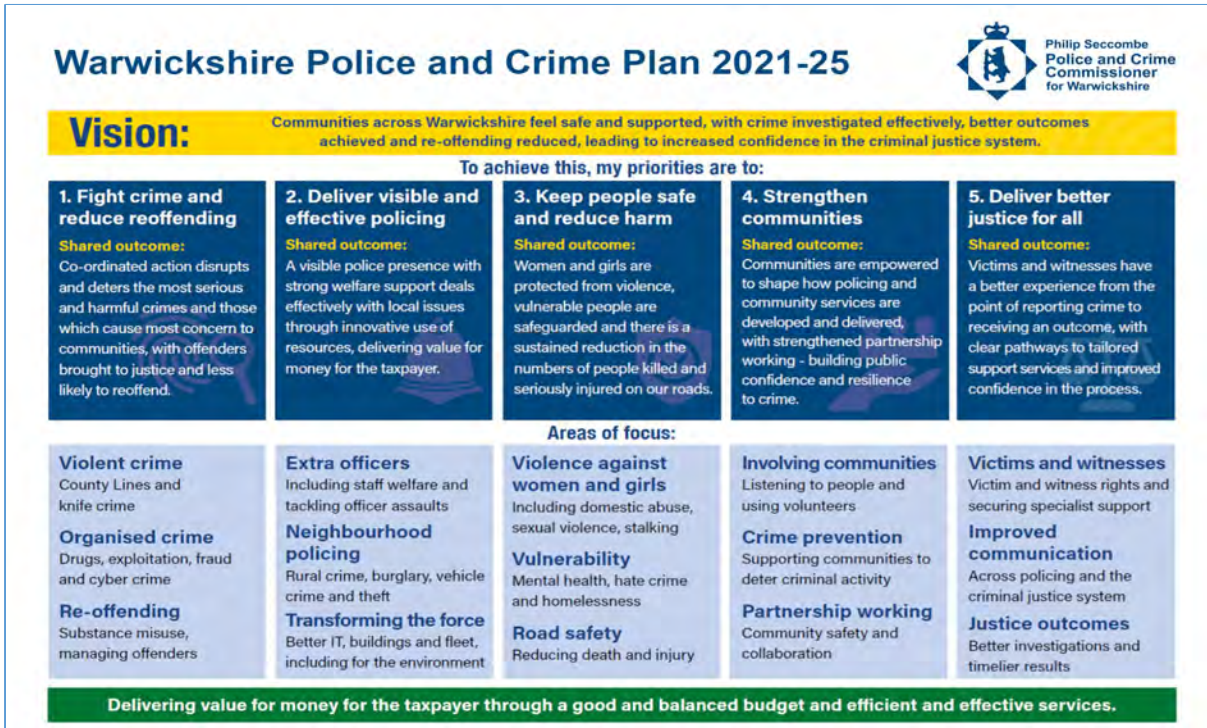 Warwickshire Police and Crime Plan 2021-25
Philip Seccombe
Police and Crime
Commissioner
for Warwickshire
Vision:
Communities across Warwickshire feel safe and supported, with crime investigated effectively, better outcomes
achieved and re-offending reduced, leading to increased confidence in the criminal justice system.
To achieve this, my priorities are to:
1. Fight crime and
reduce reoffending
Shared outcome:
Co-ordinated action disrupts
and deters the most serious
and harmful crimes and those
which cause most concern to
communities, with offenders
brought to justice and less
likely to reoffend.
2. Deliver visible and
effective policing
Shared outcome:
A visible police presence with
strong welfare support deals
effectively with local issues
through innovative use of
resources, delivering value for
money for the taxpayer.
3. Keep people safe
and reduce harm
Shared outcome:
Women and girls are
protected from violence,
vulnerable people are
safeguarded and there is a
sustained reduction in the
numbers of people killed and
seriously injured on our roads.
4. Strengthen
communities
Shared outcome:
Communities are empowered
to shape how policing and
community services are
developed and delivered,
with strengthened partnership
working - building public
confidence and resilience
to crime.
5. Deliver better
justice for all
Shared outcome:
Victims and witnesses have
a better experience from the
point of reporting crime to
receiving an outcome, with
clear pathways to tailored
support services and improved
confidence in the process.
Areas of focus:
Violent crime
County Lines and
knife crime
Organised crime
Drugs, exploitation, fraud
and cyber crime
Re-offending
Substance misuse,
managing offenders
Extra officers
Including staff welfare and
tackling officer assaults
Neighbourhood
policing
Rural crime, burglary, vehicle
crime and theft
Transforming the force
Better IT, buildings and fleet,
including for the environment
Violence against
women and girls
Including domestic abuse,
sexual violence, stalking
Vulnerability
Mental health, hate crime
and homelessness
Road safety
Reducing death and injury
Involving communities
Listening to people and
using volunteers
Crime prevention
Supporting communities to
deter criminal activity
Partnership working
Community safety and
collaboration
Victims and witnesses
Victim and witness rights and
securing specialist support
Improved
communication
Across policing and the
criminal justice system
Justice outcomes
Better investigations and
timelier results
Delivering value for money for the taxpayer through a good and balanced budget and efficient and effective services.